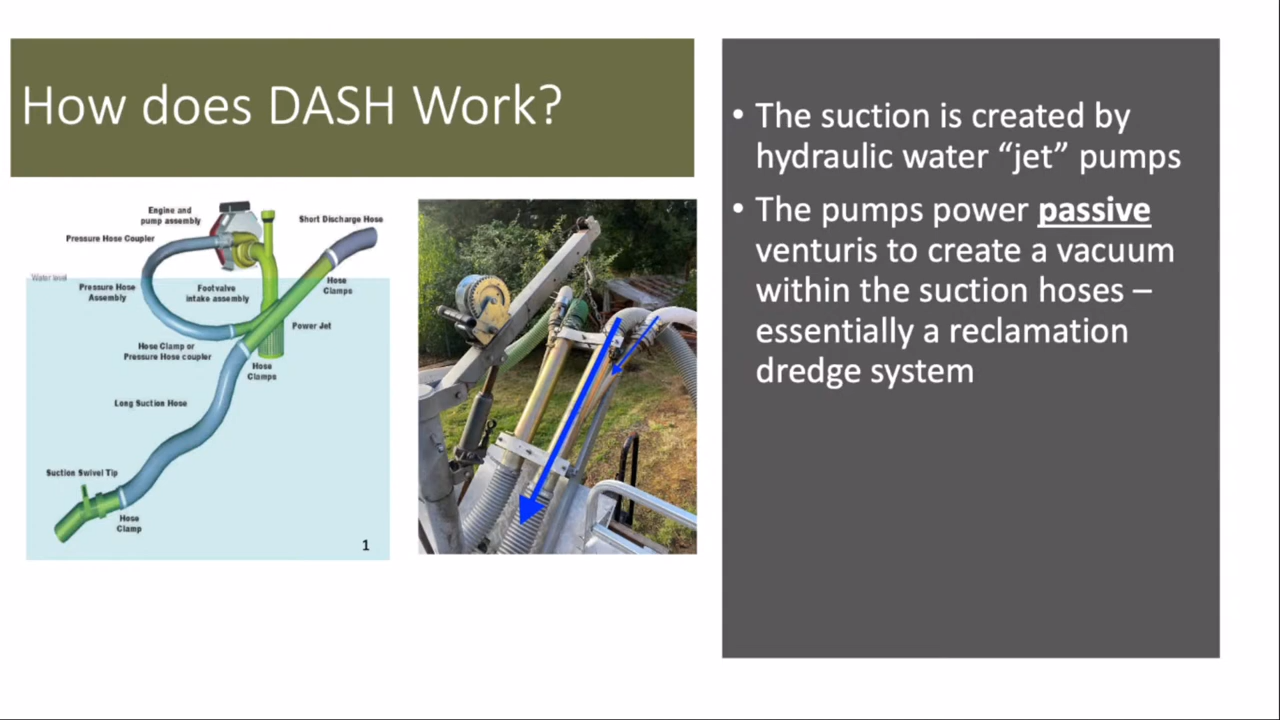 How does DASH Work?
Engine and
pump assembly
Short Discharge Hose
Pressure Hose Coupler
Water level
Pressure Hose
Assembly
Footvalve
intake assembly
Hose
Clamps
Power Jet
Hose Clamp or
Pressure Hose coupler
Hose
Clamps
Long Suction Hose
Suction Swivel Tip
Hose
Clamp
1
• The suction is created by
hydraulic water “jet” pumps
• The pumps power passive
venturis to create a vacuum
within the suction hoses –
essentially a reclamation
dredge system